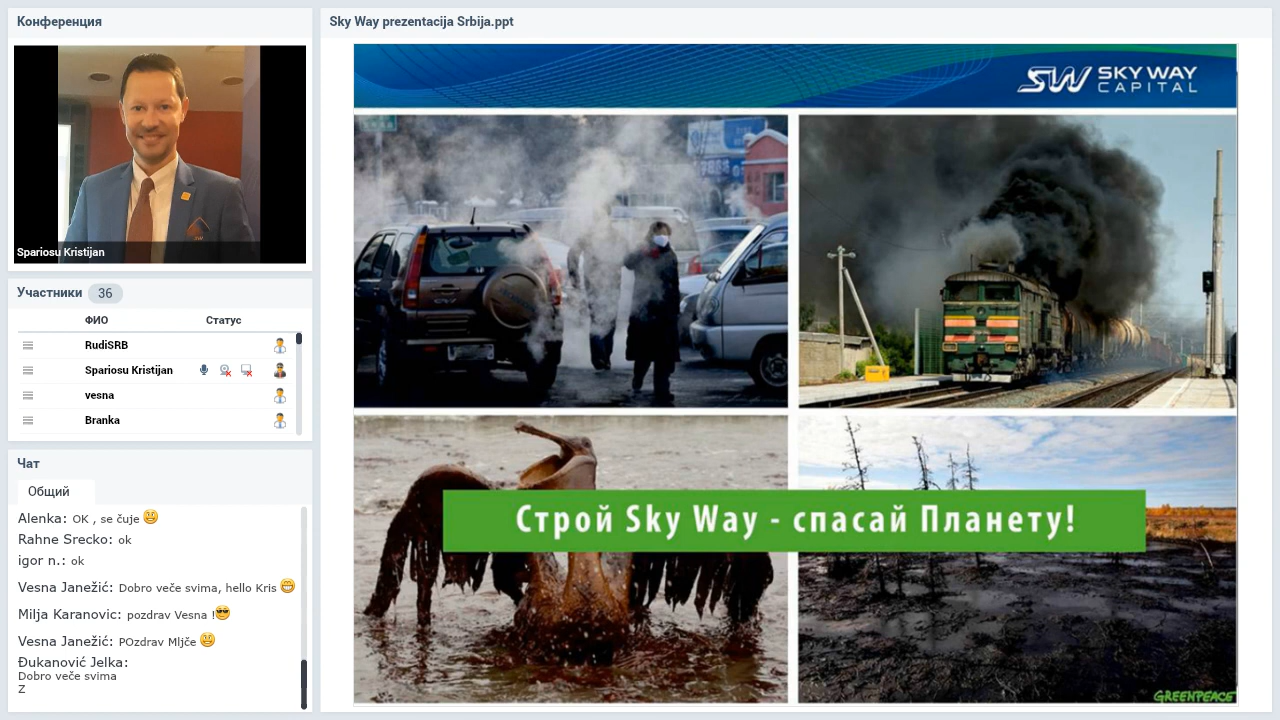 Конференция
Spariosu Kristijan
Участники 36
ФИО Статус
RudiSRB
Spariosu Kristijan
vesna
Branka
Чат
Общий
Alenka: OK , se čuje
Rahne Srecko: ok
igor n.: ok
Vesna Janežić: Dobro veče svima, hello Kris
Milja Karanovic: pozdrav Vesna !
Vesna Janežić: POzdrav Mljče
Đukanović Jelka:
Dobro veče svima
Z
Sky Way prezentacija Srbija.ppt
SW SKY WAY
CAPITAL
Строй Sky Way - спасай Планету!
GREENPEACE